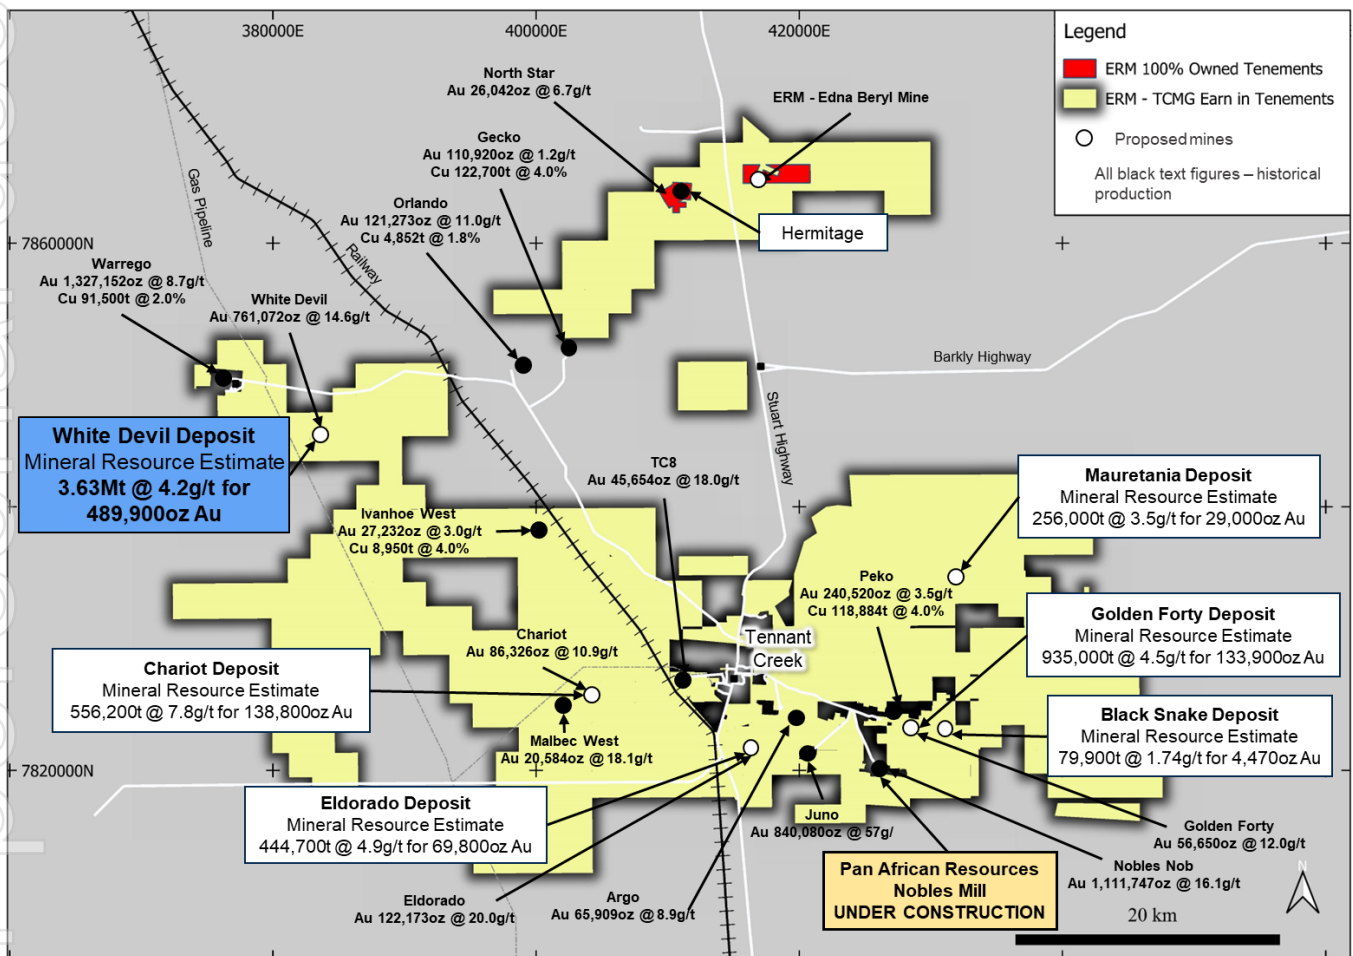 380000E
400000E
420000E
Legend
ERM 100% Owned Tenements
ERM - TCMG Earn in Tenements
Proposed mines
All black text figures – historical
production
North Star
Au 26,042oz @ 6.7g/t
ERM - Edna Beryl Mine
Gecko
Au 110,920oz @ 1.2g/t
Cu 122,700t @ 4.0%
Gas Pipeline
Orlando
Au 121,273oz @ 11.0g/t
Cu 4,852t @ 1.8%
Hermitage
7860000N
Railway
Warrego
Au 1,327,152oz @ 8.7g/t
Cu 91,500t @ 2.0%
White Devil
Au 761,072oz @ 14.6g/t
Barkly Highway
Stuart Highway
White Devil Deposit
Mineral Resource Estimate
3.63Mt @ 4.2g/t for
489,900oz Au
TC8
Au 45,654oz @ 18.0g/t
Mauretania Deposit
Mineral Resource Estimate
256,000t @ 3.5g/t for 29,000oz Au
Ivanhoe West
Au 27,232oz @ 3.0g/t
Cu 8,950t @ 4.0%
Peko
Au 240,520oz @ 3.5g/t
Cu 118,884t @ 4.0%
Golden Forty Deposit
Mineral Resource Estimate
935,000t @ 4.5g/t for 133,900oz Au
Chariot
Au 86,326oz @ 10.9g/t
Tennant
Creek
Chariot Deposit
Mineral Resource Estimate
556,200t @ 7.8g/t for 138,800oz Au
Black Snake Deposit
Mineral Resource Estimate
79,900t @ 1.74g/t for 4,470oz Au
Malbec West
Au 20,584oz @ 18.1g/t
7820000N
Eldorado Deposit
Mineral Resource Estimate
444,700t @ 4.9g/t for 69,800oz Au
Juno
Au 840,080oz @ 57g/
Golden Forty
Au 56,650oz @ 12.0g/t
Pan African Resources
Nobles Mill
UNDER CONSTRUCTION
Nobles Nob
Au 1,111,747oz @ 16.1g/t
Eldorado
Au 122,173oz @ 20.0g/t
Argo
Au 65,909oz @ 8.9g/t
N
20 km